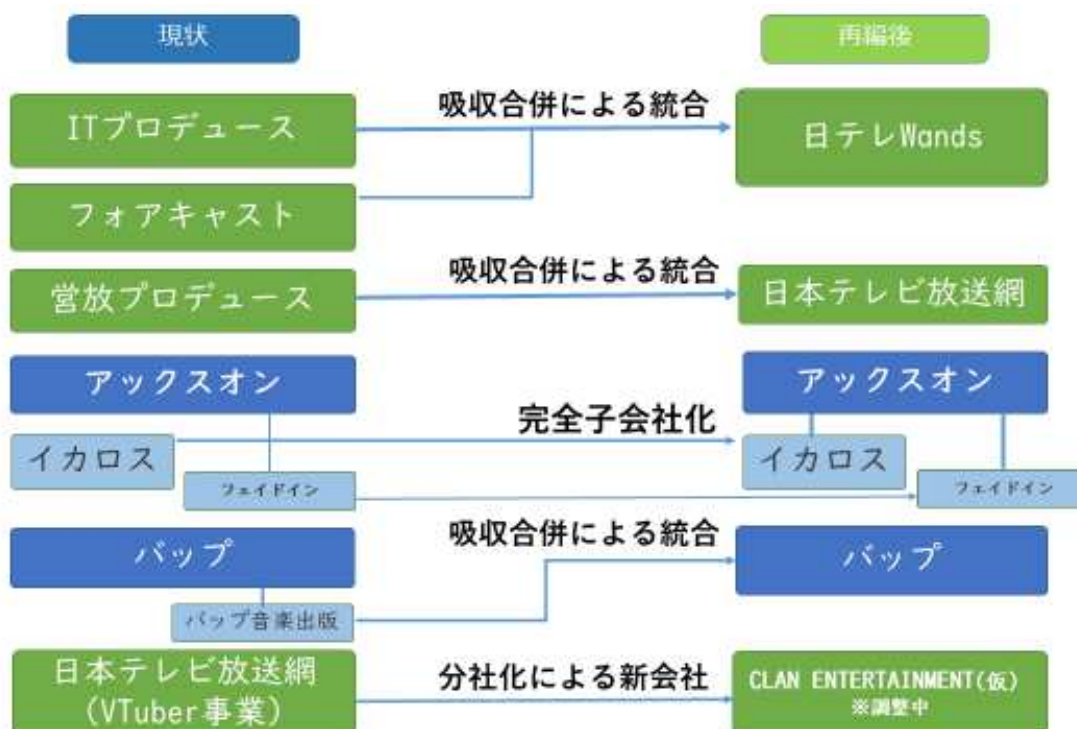 現状
再編後
ITプロデュース
吸収合併による統合
日テレWands
フォアキャスト
営放プロデュース
吸収合併による統合
日本テレビ放送網
アックスオン
アックスオン
完全子会社化
イカロス
イカロス
フェイドイン
フェイドイン
バップ
吸収合併による統合
バップ
バップ音楽出版
日本テレビ放送網
(VTuber事業)
分社化による新会社
CLAN ENTERTAINMENT(仮)
※調整中